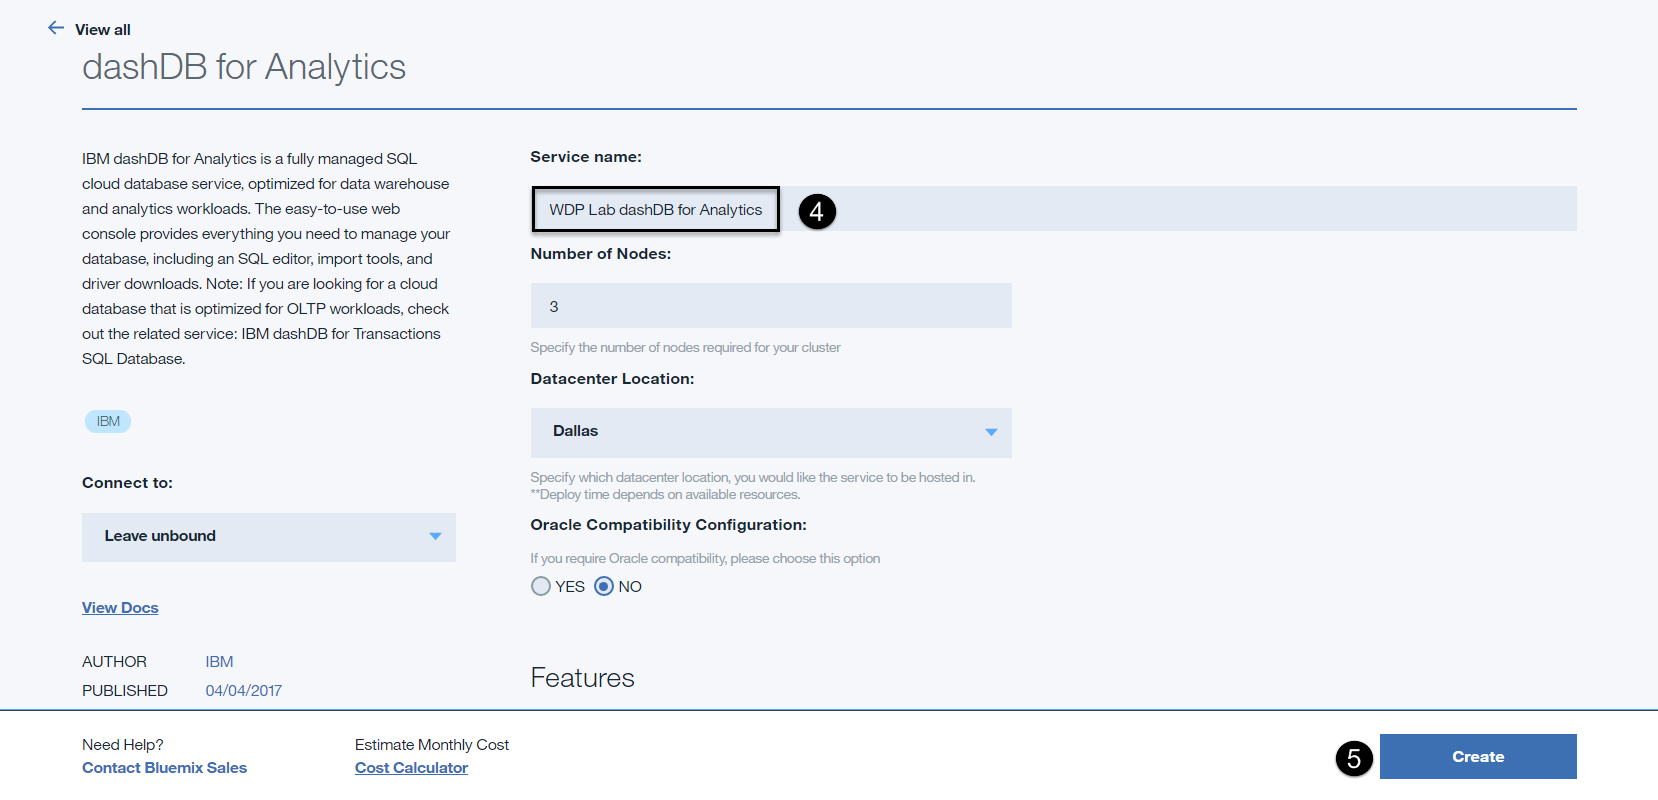 View all
dashDB for Analytics
IBM dashDB for Analytics is a fully managed SQL
cloud database service, optimized for data warehouse
and analytics workloads. The easy-to-use web
console provides everything you need to manage your
database, including an SQL editor, import tools, and
driver downloads. Note: If you are looking for a cloud
database that is optimized for OLTP workloads, check
out the related service: IBM dashDB for Transactions
SQL Database.
IBM
Connect to:
Leave unbound
View Docs
AUTHOR IBM
PUBLISHED 04/04/2017
Service name:
WDP Lab dashDB for Analytics 4
Number of Nodes:
3
Specify the number of nodes required for your cluster
Datacenter Location:
Dallas
Specify which datacenter location, you would like the service to be hosted in.
**Deploy time depends on available resources.
Oracle Compatibility Configuration:
If you require Oracle compatibility, please choose this option
YES NO
Features
Need Help?
Contact Bluemix Sales
Estimate Monthly Cost
Cost Calculator
5 Create